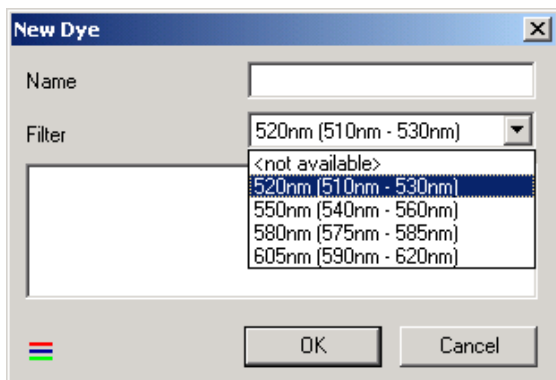 New Dye
Name
Filter
520nm (510nm - 530nm)
<not available>
520nm (510nm - 530nm)
550nm (540nm - 560nm)
580nm (575nm - 585nm)
605nm (590nm - 620nm)
OK
Cancel